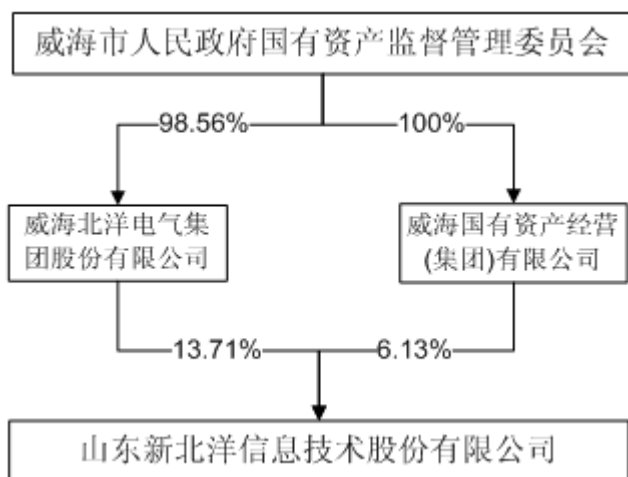 威海市人民政府国有资产监督管理委员会
98.56%
100%
威海北洋电气集
团股份有限公司
威海国有资产经营
(集团)有限公司
13.71%
6.13%
山东新北洋信息技术股份有限公司